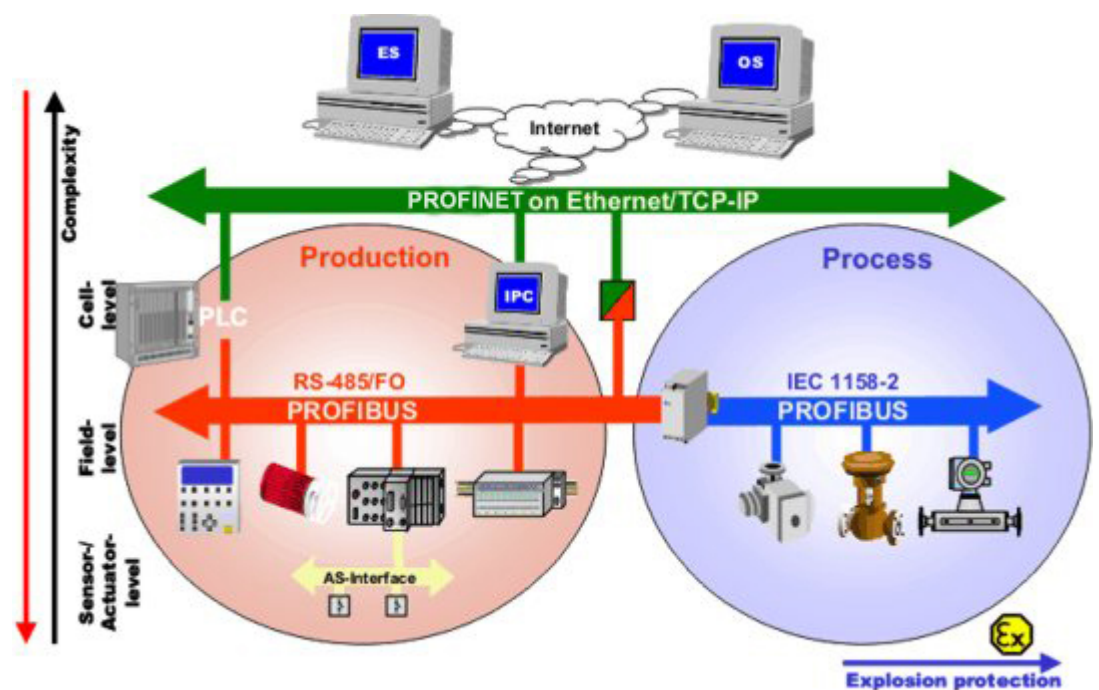 ES
OS
Internet
PROFINET on Ethernet/TCP-IP
Complexity
Production
Process
Cell-
level
PLC
IPC
RS-485/FO
PROFIBUS
IEC 1158-2
PROFIBUS
Field-
level
AS-Interface
Sensor-/
Actuator-
level
Ex
Explosion protection